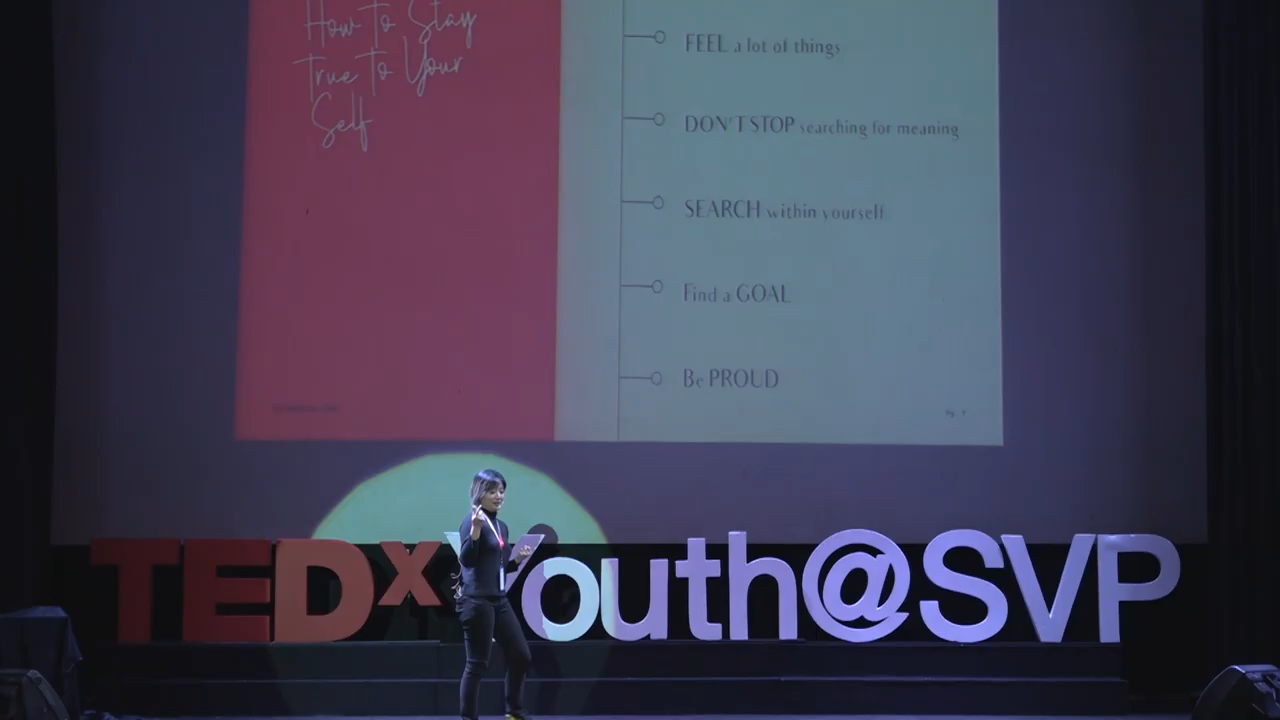 How To Stay
True To Your
Self
FEEL a lot of things
DON'T STOP searching for meaning
SEARCH within yourself
Find a GOAL
Be PROUD
TEDxYouth@SVP